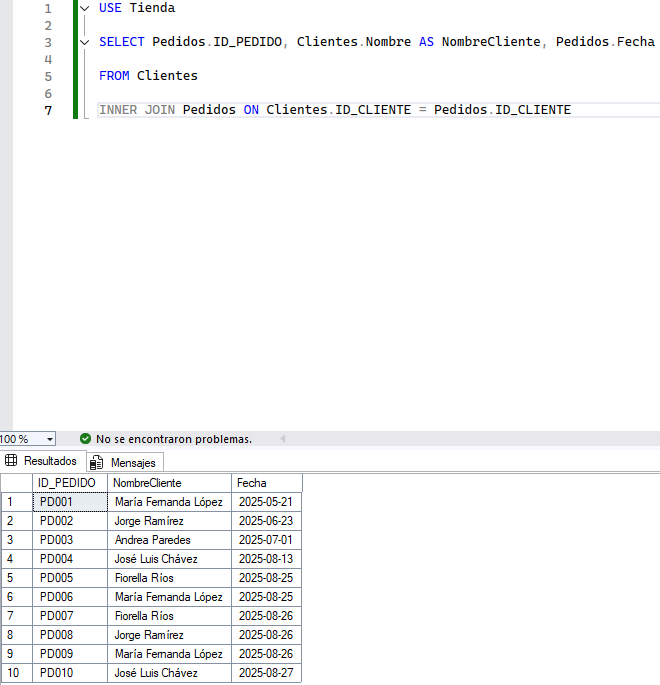 1 USE Tienda
2
3 SELECT Pedidos.ID_PEDIDO, Clientes.Nombre AS NombreCliente, Pedidos.Fecha
4
5 FROM Clientes
6
7 INNER JOIN Pedidos ON Clientes.ID_CLIENTE = Pedidos.ID_CLIENTE
100 % No se encontraron problemas.
Resultados Mensajes
ID_PEDIDO NombreCliente Fecha
1 PD001 María Fernanda López 2025-05-21
2 PD002 Jorge Ramírez 2025-06-23
3 PD003 Andrea Paredes 2025-07-01
4 PD004 José Luis Chávez 2025-08-13
5 PD005 Fiorella Ríos 2025-08-25
6 PD006 María Fernanda López 2025-08-25
7 PD007 Fiorella Ríos 2025-08-26
8 PD008 Jorge Ramírez 2025-08-26
9 PD009 María Fernanda López 2025-08-26
10 PD010 José Luis Chávez 2025-08-27